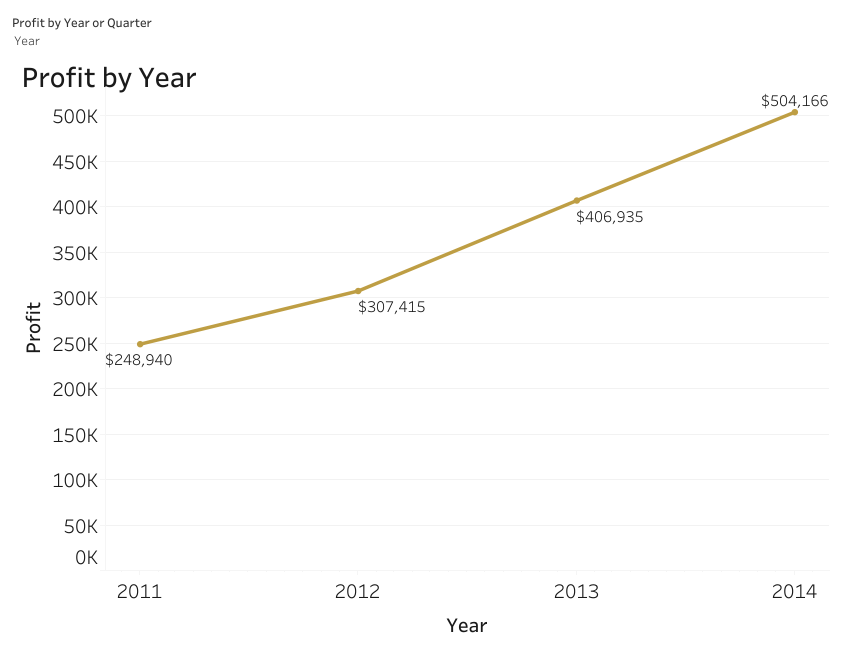 Profit by Year or Quarter
Year
Profit by Year
$504,166
500K
450K
400K
$406,935
350K
300K
$307,415
Profit
250K
$248,940
200K
150K
100K
50K
0K
2011 2012 2013 2014
Year